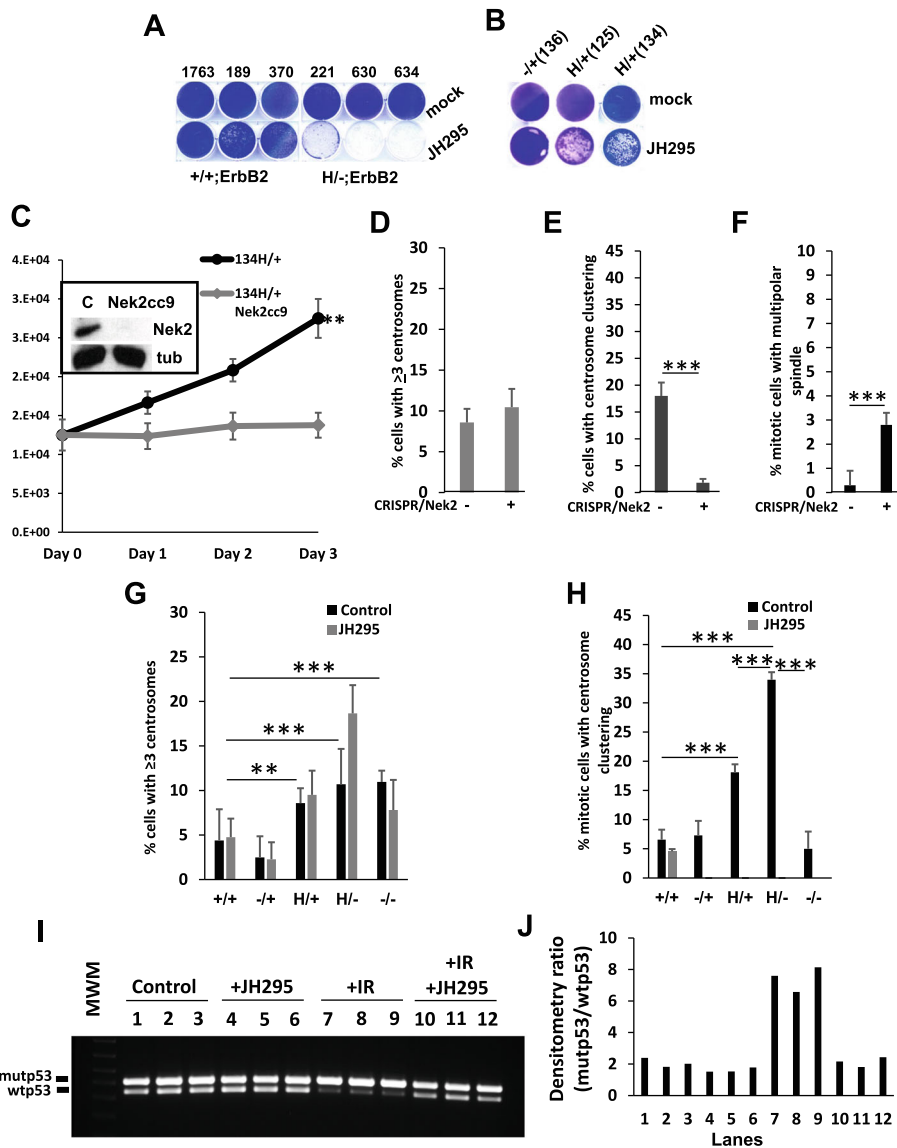 A
1763 189 370 221 630 634
mock
JH295
+/+;ErbB2 H/-;ErbB2
B
-/+(136) H/+(125) H/+(134)
mock
JH295
C
4.E+04
3.E+04
3.E+04
2.E+04
2.E+04
1.E+04
5.E+03
0.E+00
Day 0 Day 1 Day 2 Day 3
134H/+
134H/+
Nek2cc9
**
C Nek2cc9
Nek2
tub
D
% cells with ≥3 centrosomes
30
25
20
15
10
5
0
CRISPR/Nek2 - +
E
% cells with centrosome clustering
45
40
35
30
25
20
15
10
5
0
***
CRISPR/Nek2 - +
F
% mitotic cells with multipolar
spindle
10
9
8
7
6
5
4
3
2
1
0
***
CRISPR/Nek2 - +
G
Control
JH295
% cells with ≥3 centrosomes
30
25
20
15
10
5
0
***
***
**
+/+ -/+ H/+ H/- -/-
H
Control
JH295
% mitotic cells with centrosome
clustering
45
40
35
30
25
20
15
10
5
0
***
*** ***
***
+/+ -/+ H/+ H/- -/-
I
MWM
Control +JH295 +IR +IR
+JH295
1 2 3 4 5 6 7 8 9 10 11 12
mutp53
wtp53
J
Densitometry ratio
(mutp53/wtp53)
10
8
6
4
2
0
1 2 3 4 5 6 7 8 9 10 11 12
Lanes